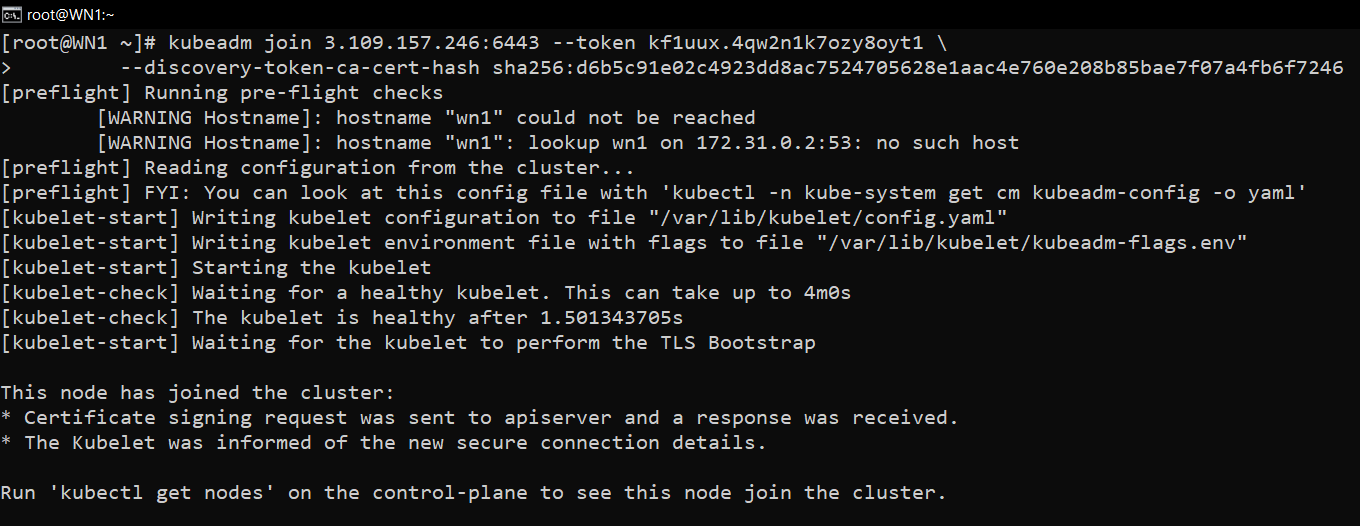 root@WN1:~
[root@WN1 ~]# kubeadm join 3.109.157.246:6443 --token kf1uux.4qw2n1k7ozy8oyt1 \
>         --discovery-token-ca-cert-hash sha256:d6b5c91e02c4923dd8ac7524705628e1aac4e760e208b85bae7f07a4fb6f7246
[preflight] Running pre-flight checks
        [WARNING Hostname]: hostname "wn1" could not be reached
        [WARNING Hostname]: hostname "wn1": lookup wn1 on 172.31.0.2:53: no such host
[preflight] Reading configuration from the cluster...
[preflight] FYI: You can look at this config file with 'kubectl -n kube-system get cm kubeadm-config -o yaml'
[kubelet-start] Writing kubelet configuration to file "/var/lib/kubelet/config.yaml"
[kubelet-start] Writing kubelet environment file with flags to file "/var/lib/kubelet/kubeadm-flags.env"
[kubelet-start] Starting the kubelet
[kubelet-check] Waiting for a healthy kubelet. This can take up to 4m0s
[kubelet-check] The kubelet is healthy after 1.501343705s
[kubelet-start] Waiting for the kubelet to perform the TLS Bootstrap

This node has joined the cluster:
* Certificate signing request was sent to apiserver and a response was received.
* The Kubelet was informed of the new secure connection details.

Run 'kubectl get nodes' on the control-plane to see this node join the cluster.